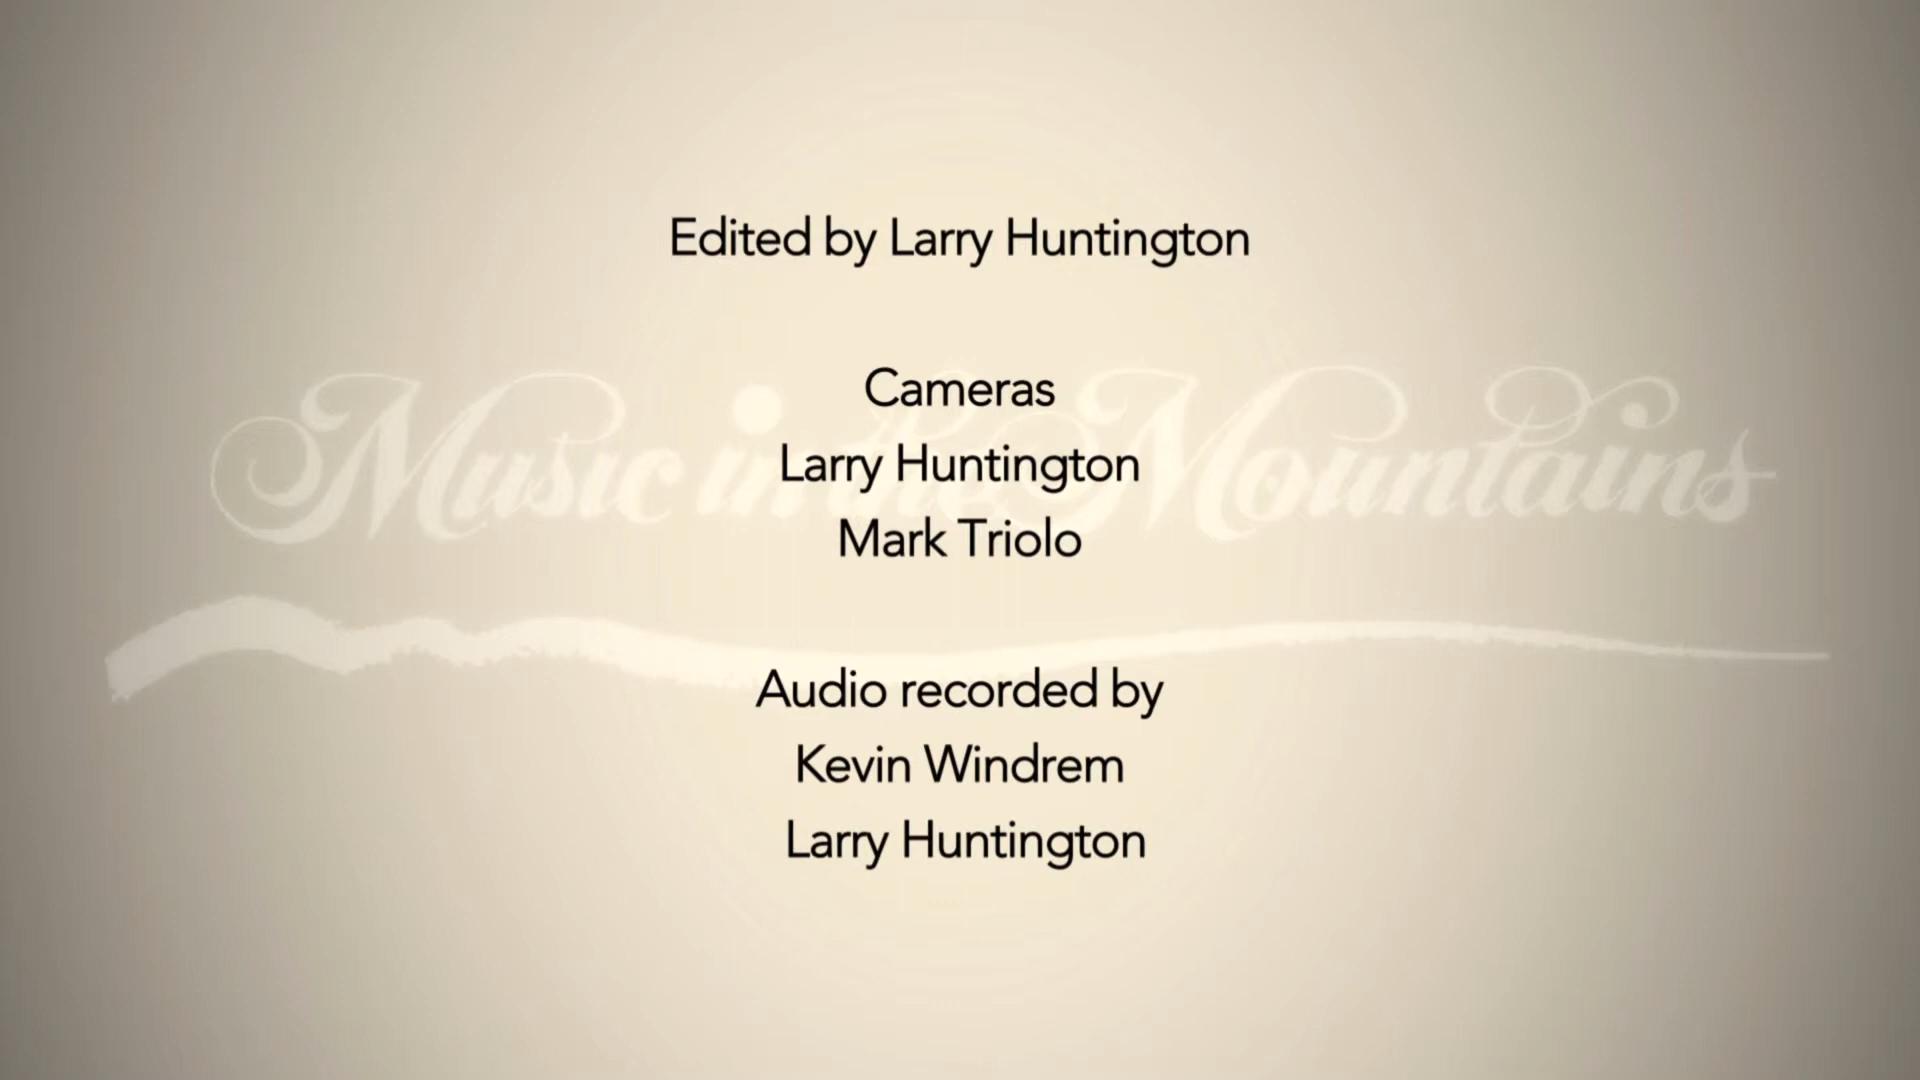 Edited by Larry Huntington
Cameras
Music in the Mountains
Larry Huntington
Mark Triolo
Audio recorded by
Kevin Windrem
Larry Huntington